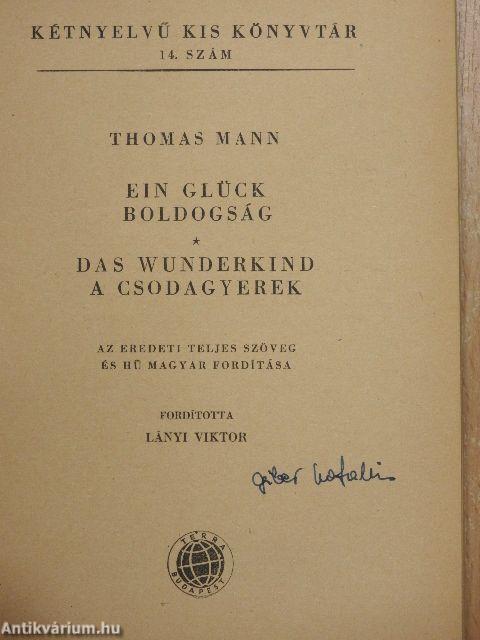 KÉTNYELVŰ KIS KÖNYVTÁR
14. SZÁM
THOMAS MANN
EIN GLÜCK
BOLDOGSÁG
★
DAS WUNDERKIND
A CSODAGYEREK
AZ EREDETI TELJES SZÖVEG
ÉS HŰ MAGYAR FORDÍTÁSA
FORDÍTOTTA
LÁNYI VIKTOR
TERRA
BUDAPEST
Antikvárium.hu